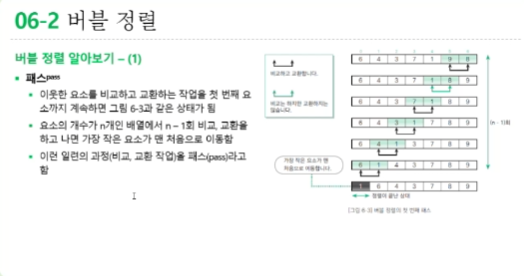 06-2 버블 정렬
버블 정렬 알아보기 – (1)
• 패스pass
• 이웃한 요소를 비교하고 교환하는 작업을 첫 번째 요
소까지 계속하면 그림 6-3과 같은 상태가 됨
• 요소의 개수가 n개인 배열에서 n – 1회 비교, 교환을
하고 나면 가장 작은 요소가 맨 처음으로 이동함
• 이런 일련의 과정(비교, 교환 작업)을 패스(pass)라고
함
비교하고 교환합니다.
비교는 하지만 교환하지는
않습니다.
가장 작은 요소가 맨
처음으로 이동합니다.
6 4 3 7 1 9 8
6 4 3 7 1 8 9
6 4 3 7 1 8 9
6 4 3 1 7 8 9
6 4 1 3 7 8 9
6 1 4 3 7 8 9
1 6 4 3 7 8 9
(n - 1)회
정렬이 끝난 상태
[그림 6-3] 버블 정렬의 첫 번째 패스